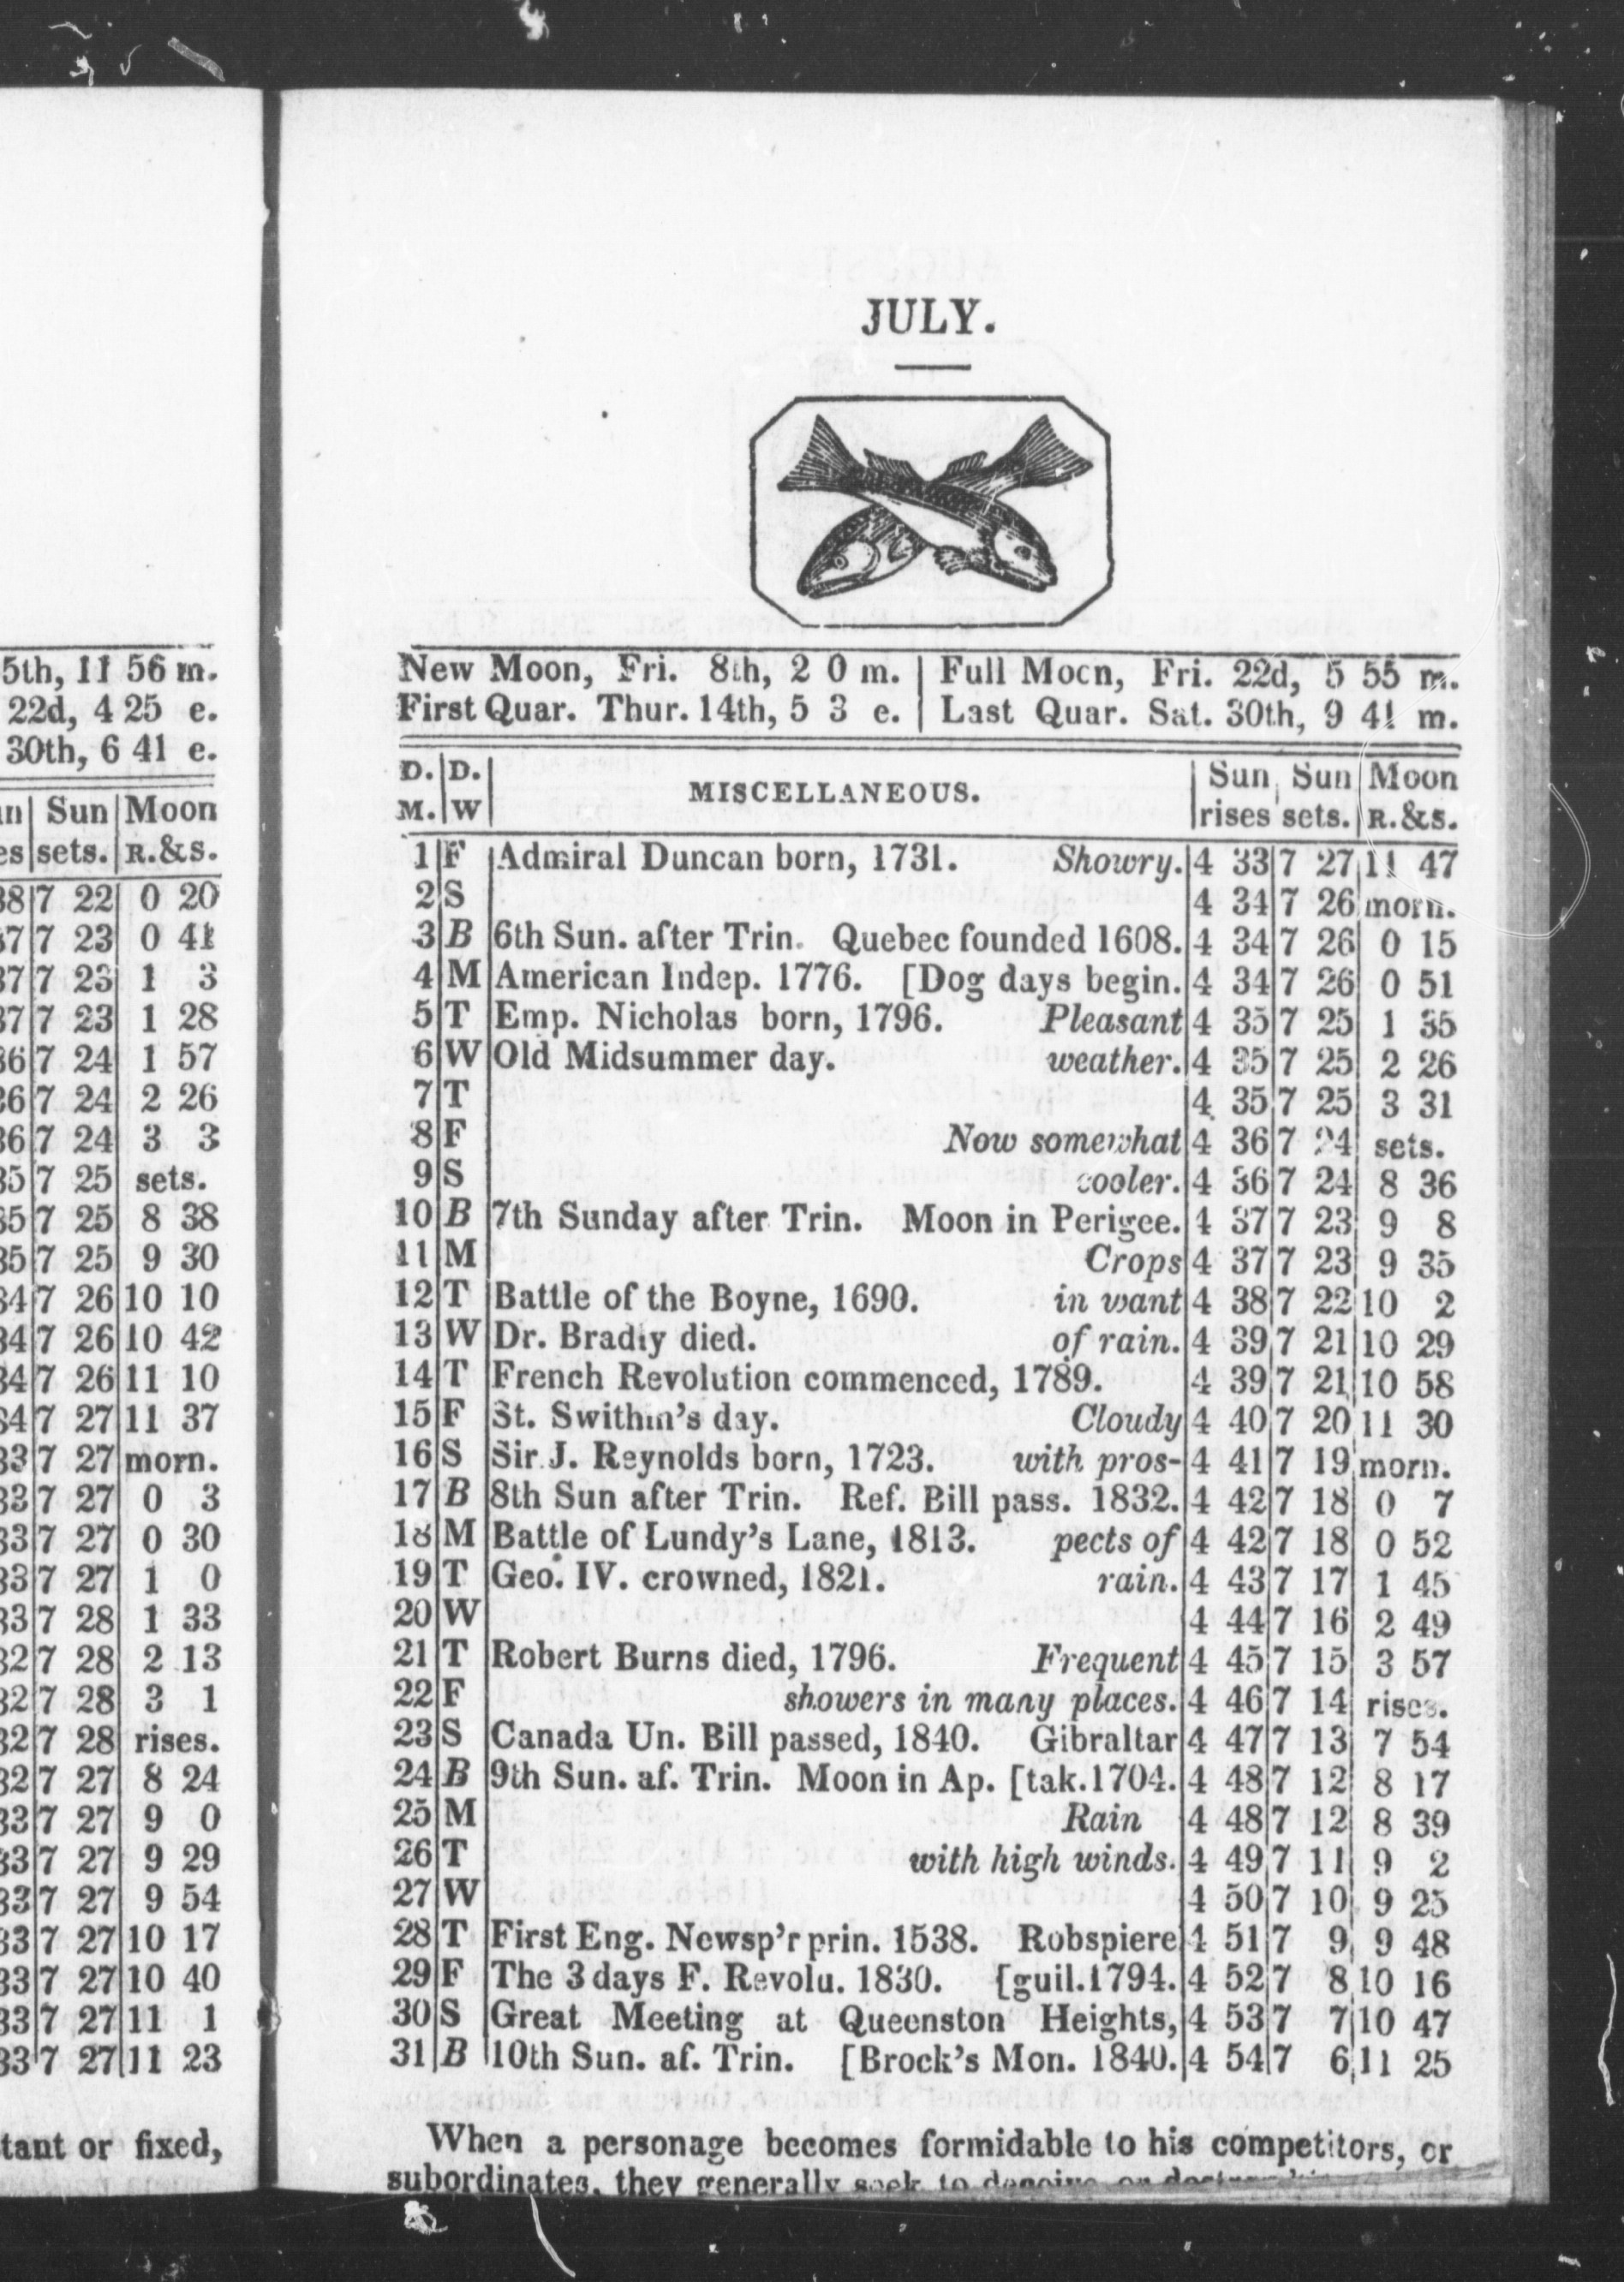 5th, 11 56 m.
22d, 4 25 e.
30th, 6 41 e.
Sun Moon
sets. R.&s.
7 22 0 20
7 23 0 41
7 23 1 3
7 23 1 28
7 24 1 57
7 24 2 26
7 24 3 3
7 25 sets.
7 25 8 38
7 25 9 30
7 26 10 10
7 26 10 42
7 26 11 10
7 27 11 37
7 27 morn.
7 27 0 3
7 27 0 30
7 27 1 0
7 28 1 33
7 28 2 13
7 28 3 1
7 28 rises.
7 27 8 24
7 27 9 0
7 27 9 29
7 27 9 54
7 27 10 17
7 27 10 40
7 27 11 1
7 27 11 23
tant or fixed,
JULY.
New Moon, Fri. 8th, 2 0 m. | Full Moon, Fri. 22d, 5 55 m.
First Quar. Thur. 14th, 5 3 e. | Last Quar. Sat. 30th, 9 41 m.
D. D. Sun Sun Moon
MISCELLANEOUS.
M. W rises sets. R.&s.
1 F Admiral Duncan born, 1731. Showry. 4 33 7 27 11 47
2 S 4 34 7 26 morn.
3 B 6th Sun. after Trin. Quebec founded 1608. 4 34 7 26 0 15
4 M American Indep. 1776. [Dog days begin. 4 34 7 26 0 51
5 T Emp. Nicholas born, 1796. Pleasant 4 35 7 25 1 35
6 W Old Midsummer day. weather. 4 35 7 25 2 26
7 T 4 35 7 25 3 31
8 F Now somewhat 4 36 7 24 sets.
9 S cooler. 4 36 7 24 8 36
10 B 7th Sunday after Trin. Moon in Perigee. 4 37 7 23 9 8
11 M Crops 4 37 7 23 9 35
12 T Battle of the Boyne, 1690. in want 4 38 7 22 10 2
13 W Dr. Bradly died. of rain. 4 39 7 21 10 29
14 T French Revolution commenced, 1789. 4 39 7 21 10 58
15 F St. Swithin's day. Cloudy 4 40 7 20 11 30
16 S Sir J. Reynolds born, 1723. with pros- 4 41 7 19 morn.
17 B 8th Sun after Trin. Ref. Bill pass. 1832. 4 42 7 18 0 7
18 M Battle of Lundy's Lane, 1813. pects of 4 42 7 18 0 52
19 T Geo. IV. crowned, 1821. rain. 4 43 7 17 1 45
20 W 4 44 7 16 2 49
21 T Robert Burns died, 1796. Frequent 4 45 7 15 3 57
22 F showers in many places. 4 46 7 14 rises.
23 S Canada Un. Bill passed, 1840. Gibraltar 4 47 7 13 7 54
24 B 9th Sun. af. Trin. Moon in Ap. [tak. 1704. 4 48 7 12 8 17
25 M Rain 4 48 7 12 8 39
26 T with high winds. 4 49 7 11 9 2
27 W 4 50 7 10 9 25
28 T First Eng. Newsp'r prin. 1538. Robspiere 4 51 7 9 9 48
29 F The 3 days F. Revolu. 1830. [guil. 1794. 4 52 7 8 10 16
30 S Great Meeting at Queenston Heights, 4 53 7 7 10 47
31 B 10th Sun. af. Trin. [Brock's Mon. 1840. 4 54 7 6 11 25
When a personage becomes formidable to his competitors, or
subordinates, they generally seek to deceive or